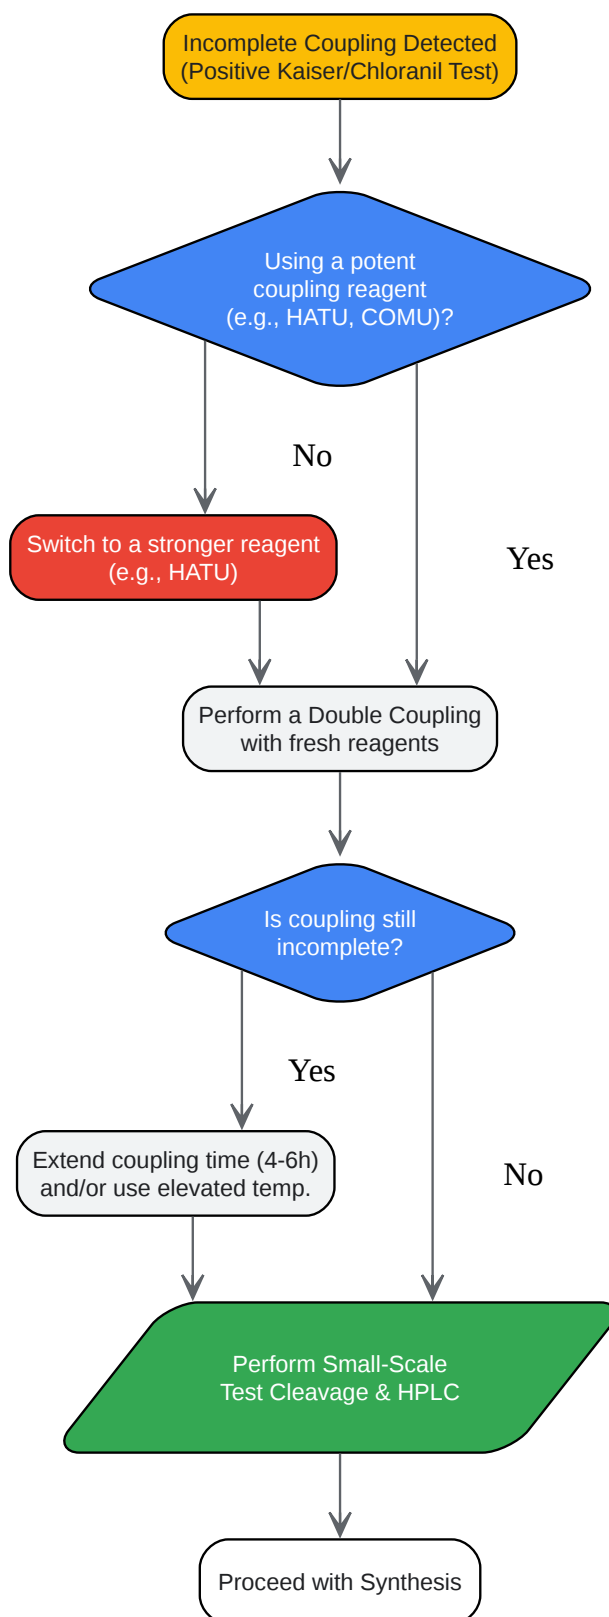 Incomplete Coupling Detected
(Positive Kaiser/Chloranil Test)
Using a potent
coupling reagent
(e.g., HATU, COMU)?
No
Switch to a stronger reagent
(e.g., HATU)
Yes
Perform a Double Coupling
with fresh reagents
Is coupling still
incomplete?
Yes
Extend coupling time (4-6h)
and/or use elevated temp.
No
Perform Small-Scale
Test Cleavage & HPLC
Proceed with Synthesis